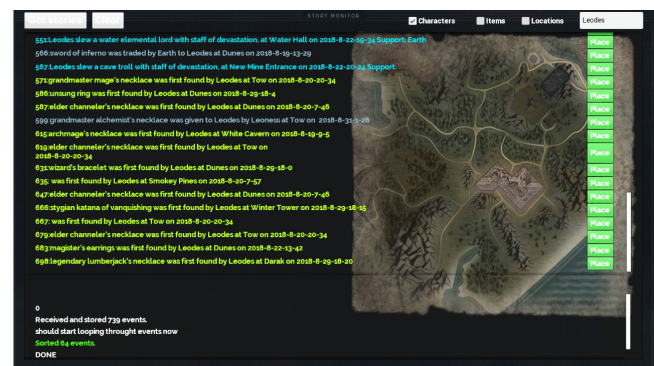 Get stories Clear STORY MONITOR Characters Items Locations Leodes
551:Leodes slew a water elemental lord with staff of devastation, at Water Hall on 2018-8-22-19-34 Support: Earth
Place
566:sword of inferno was traded by Earth to Leodes at Dunes on 2018-8-19-13-29
Place
567:Leodes slew a cave troll with staff of devastation, at New Mine Entrance on 2018-8-22-20-24 Support:
Place
571:grandmaster mage's necklace was first found by Leodes at Tow on 2018-8-20-20-34
Place
586:unsung ring was first found by Leodes at Dunes on 2018-8-29-18-4
Place
587:elder channeler's necklace was first found by Leodes at Dunes on 2018-8-20-7-46
Place
599:grandmaster alchemist's necklace was given to Leodes by Leoness at Tow on 2018-8-31-1-28
Place
615:archmage's necklace was first found by Leodes at White Cavern on 2018-8-19-9-5
Place
619:elder channeler's necklace was first found by Leodes at Tow on
2018-8-20-20-34
Place
631:wizard's bracelet was first found by Leodes at Dunes on 2018-8-29-18-0
Place
635: was first found by Leodes at Smokey Pines on 2018-8-20-7-57
Place
647:elder channeler's necklace was first found by Leodes at Dunes on 2018-8-20-7-46
Place
666:stygian katana of vanquishing was first found by Leodes at Winter Tower on 2018-8-29-18-15
Place
667: was first found by Leodes at Tow on 2018-8-20-20-34
Place
679:elder channeler's necklace was first found by Leodes at Tow on 2018-8-20-20-34
Place
683:magister's earrings was first found by Leodes at Dunes on 2018-8-22-13-42
Place
698:legendary lumberjack's necklace was first found by Leodes at Darak on 2018-8-29-18-20
Place
0
Received and stored 739 events.
should start looping throught events now
Sorted 64 events.
DONE